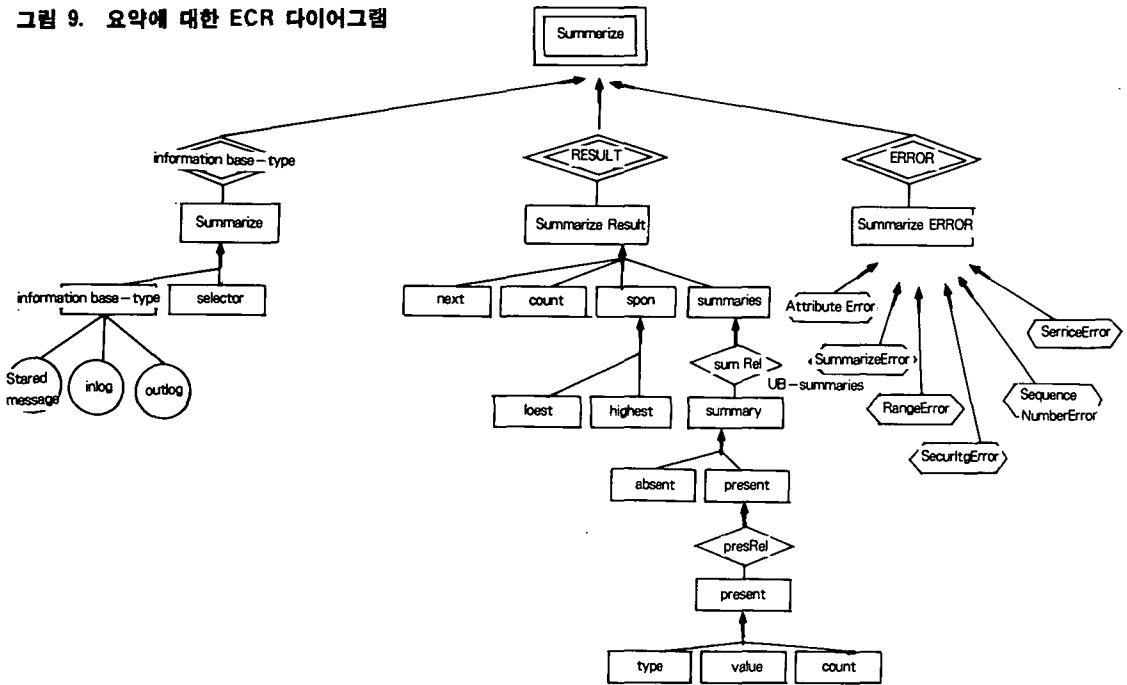 그림 9. 요약에 대한 ECR 다이어그램
Summarize
information base-type
RESULT
ERROR
Summarize
Summarize Result
Summarize ERROR
information base-type
selector
next
count
spon
summaries
Attribute Error
SerriceError
Stared
message
inlog
outlog
sum Rel
SummarizeError
UB-summaries
loest
highest
summary
RangeError
Sequence
NumberError
SecurItgError
absent
present
presRel
present
type
value
count